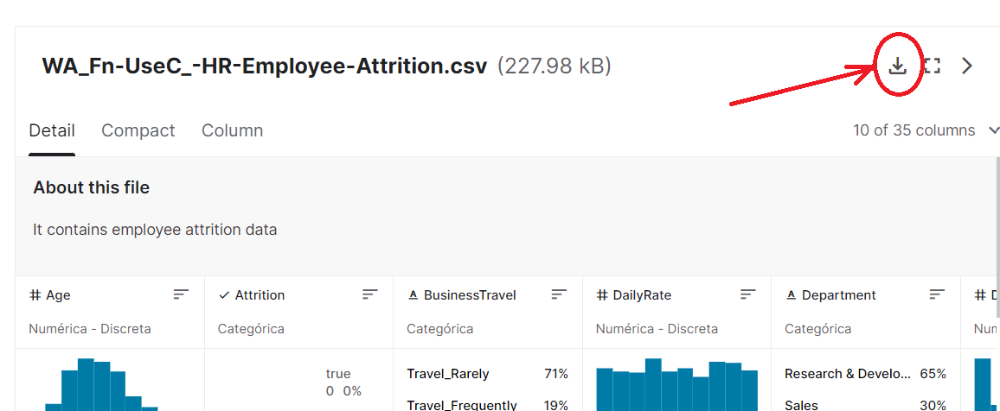 WA_Fn-UseC_-HR-Employee-Attrition.csv (227.98 kB)
Detail Compact Column 10 of 35 columns
About this file
It contains employee attrition data
# Age
Attrition
A BusinessTravel
# DailyRate
A Department
#
Numérica - Discreta
Categórica
Categórica
Numérica - Discreta
Categórica
true
0 0%
Travel_Rarely 71%
Travel_Frequently 19%
Research & Develo... 65%
Sales 30%